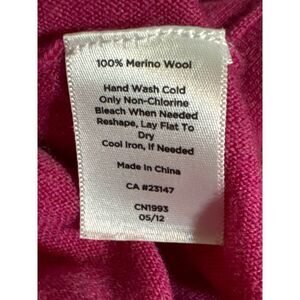 100% Merino Wool
Hand Wash Cold
Only Non-Chlorine
Bleach When Needed
Reshape, Lay Flat To
Dry
Cool Iron, If Needed
Made in China
CA #23147
CN1993
05/12